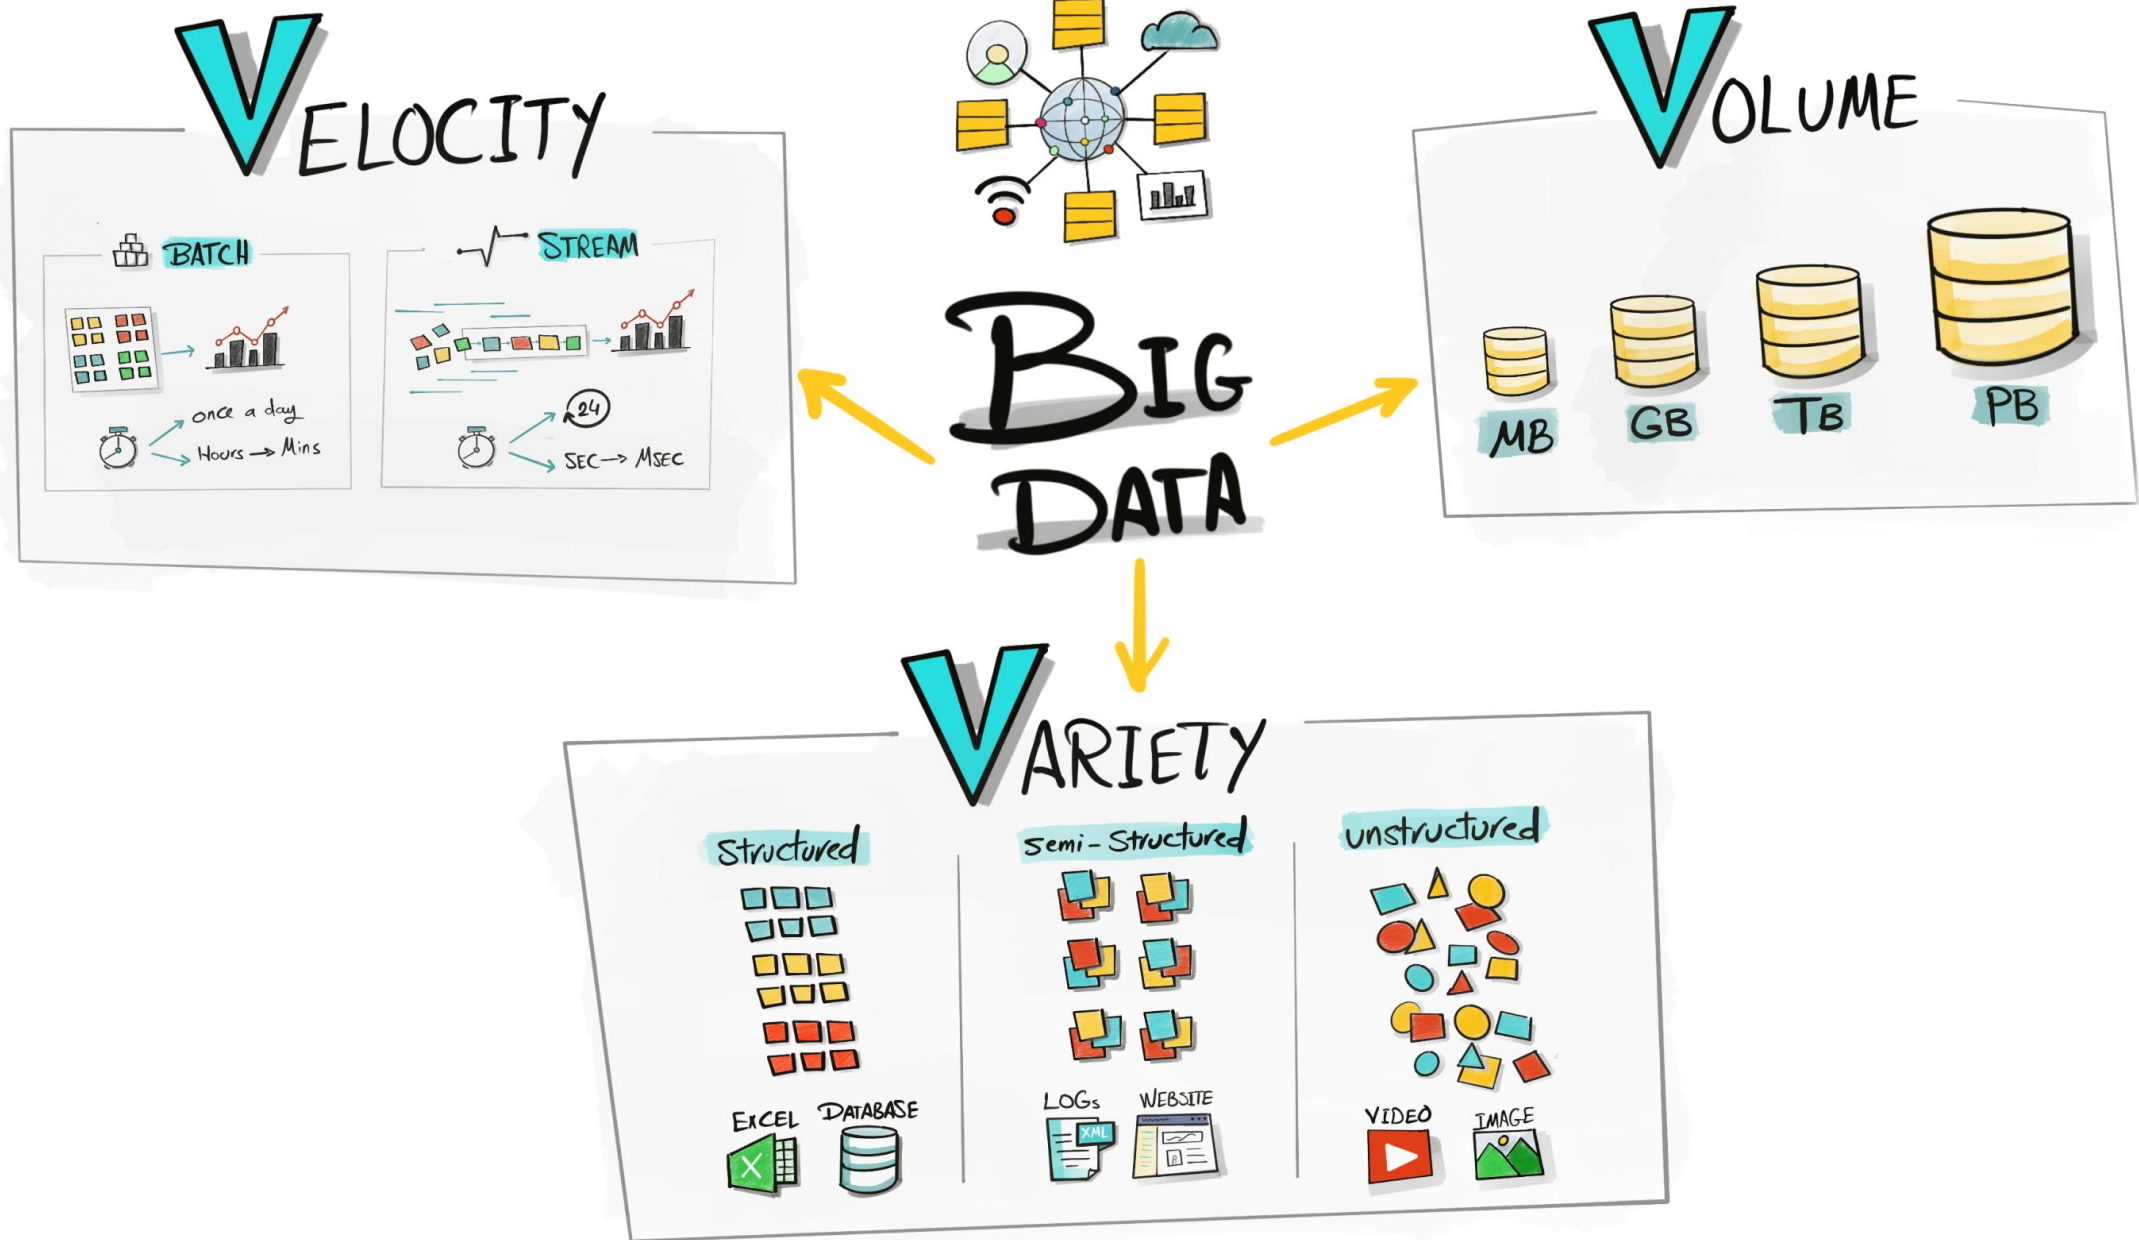 VELOCITY
BATCH
once a day
Hours → Mins
STREAM
24
SEC → MSEC
BIG
DATA
VOLUME
MB
GB
TB
PB
VARIETY
Structured
EXCEL
X
DATABASE
Semi-Structured
LOGs
XML
WEBSITE
unstructured
VIDEO
IMAGE